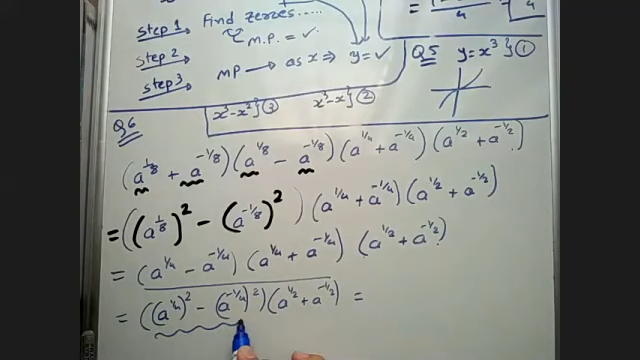 step 1 Find zeroes.....
M.P. = ✓
step 2
step 3 MP → as x ⇒ y = ✓
4
Q5 y = x³ } ①
x³-x² } ③ x³-x } ②
Q6
(a^1/8 + a^-1/8)(a^1/8 - a^-1/8)(a^1/4 + a^-1/4)(a^1/2 + a^-1/2)
= ((a^1/8)² - (a^-1/8)²)(a^1/4 + a^-1/4)(a^1/2 + a^-1/2)
= (a^1/4 - a^-1/4)(a^1/4 + a^-1/4)(a^1/2 + a^-1/2)
= ((a^1/4)² - (a^-1/4)²)(a^1/2 + a^-1/2) =